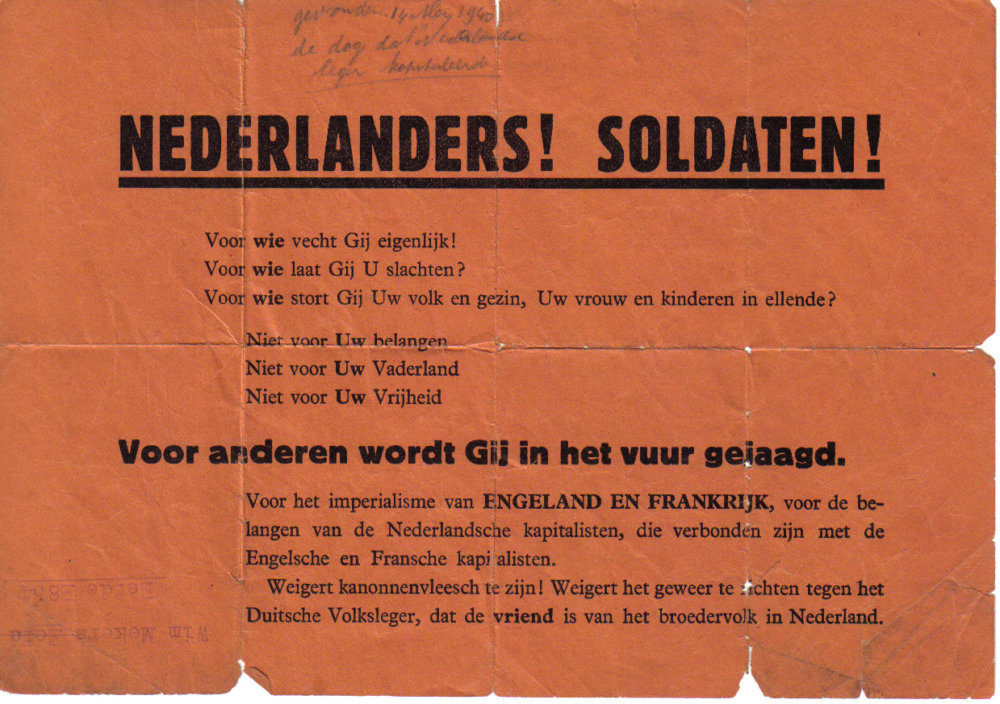 gevonden 14 Mey 1940
de dag dat Nederlandse
leger kapituleerde
NEDERLANDERS! SOLDATEN!
Voor wie vecht Gij eigenlijk!
Voor wie laat Gij U slachten?
Voor wie stort Gij Uw volk en gezin, Uw vrouw en kinderen in ellende?
Niet voor Uw belangen
Niet voor Uw Vaderland
Niet voor Uw Vrijheid
Voor anderen wordt Gij in het vuur gejaagd.
Voor het imperialisme van ENGELAND EN FRANKRIJK, voor de be-
langen van de Nederlandsche kapitalisten, die verbonden zijn met de
Engelsche en Fransche kapitalisten.
Weigert kanonnenvleesch te zijn! Weigert het geweer te richten tegen het
Duitsche Volksleger, dat de vriend is van het broedervolk in Nederland.
Wim Mekers